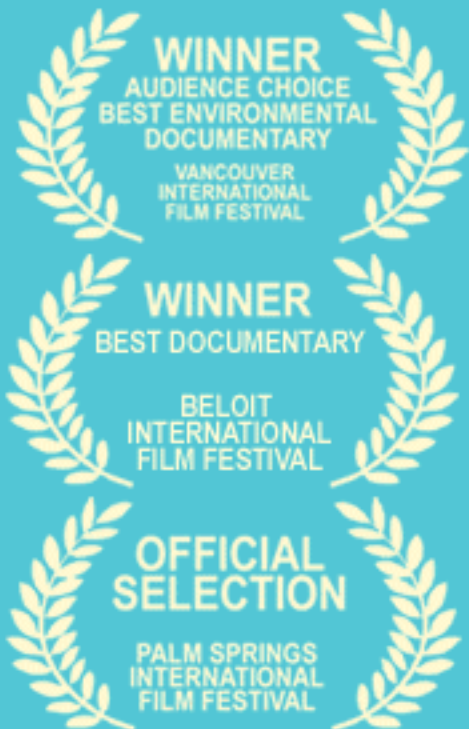 WINNER
AUDIENCE CHOICE
BEST ENVIRONMENTAL
DOCUMENTARY
VANCOUVER
INTERNATIONAL
FILM FESTIVAL
WINNER
BEST DOCUMENTARY
BELOIT
INTERNATIONAL
FILM FESTIVAL
OFFICIAL
SELECTION
PALM SPRINGS
INTERNATIONAL
FILM FESTIVAL